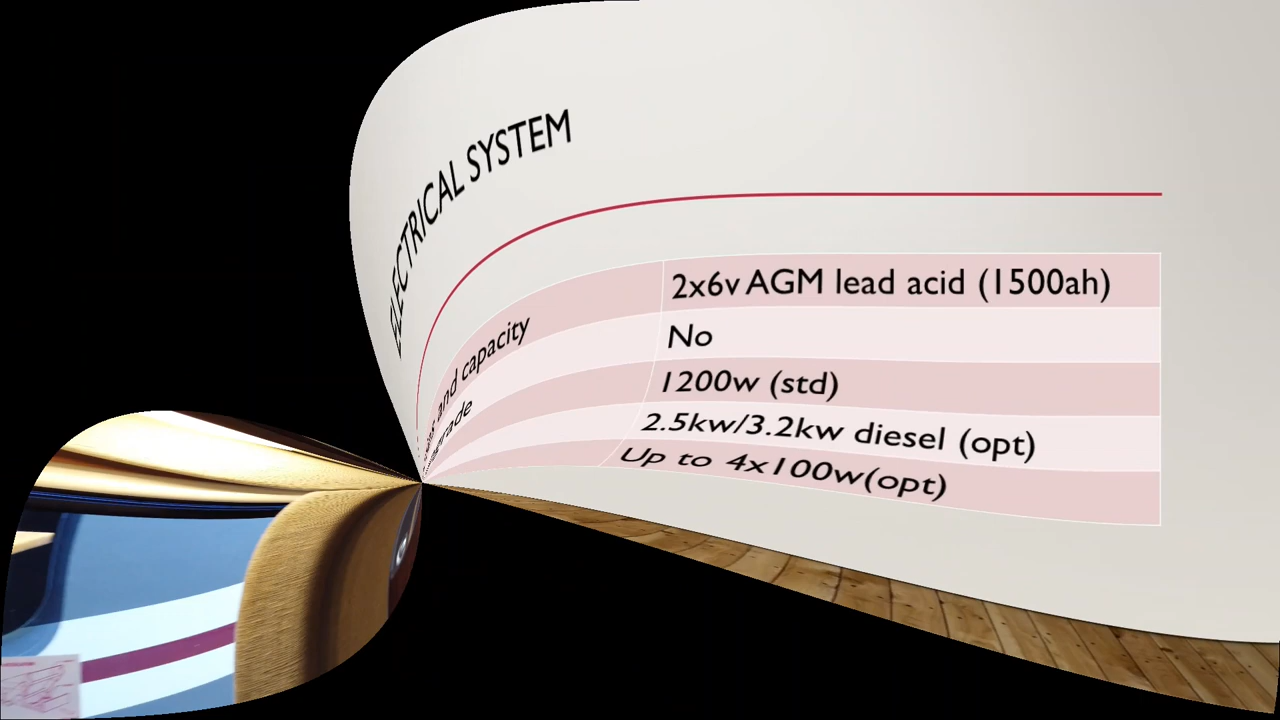 ELECTRICAL SYSTEM
and capacity
2x6v AGM lead acid (1500ah)
No
1200w (std)
2.5kw/3.2kw diesel (opt)
Up to 4x100w(opt)